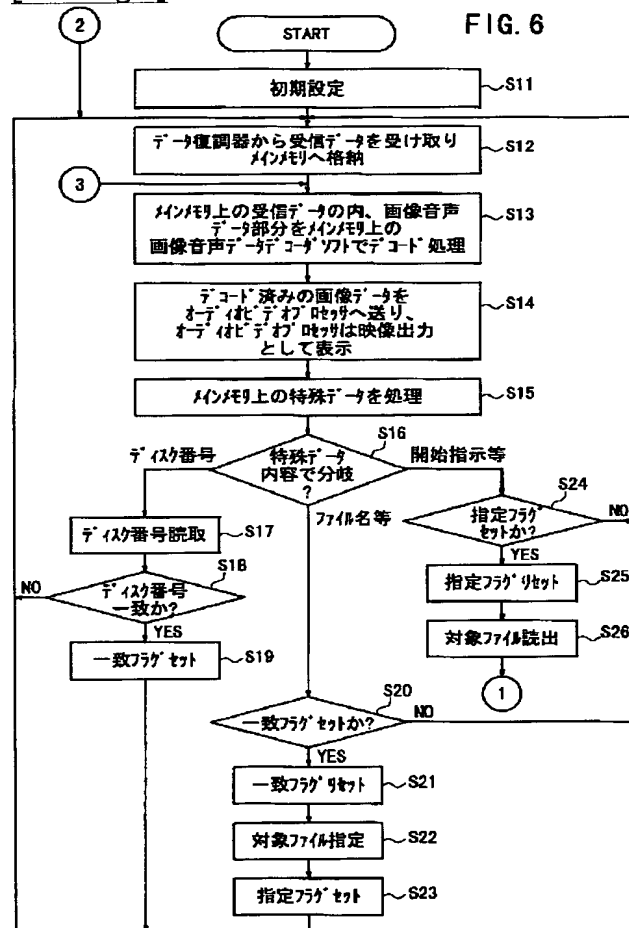 FIG. 6
2
START
初期設定
S11
データ復調器から受信データを受け取り
メインメモリへ格納
S12
3
メインメモリ上の受信データの内、画像音声
データ部分をメインメモリ上の
画像音声データデコーダソフトでデコード処理
S13
デコード済みの画像データを
オーディオビデオプロセッサへ送り、
オーディオビデオプロセッサは映像出力
として表示
S14
メインメモリ上の特殊データを処理
S15
S16
特殊データ
内容で分岐
?
ディスク番号
ファイル名等
開始指示等
ディスク番号読取
S17
S18
ディスク番号
一致か?
NO
YES
一致フラグセット
S19
S24
指定フラグ
セットか?
NO
YES
指定フラグリセット
S25
対象ファイル読出
S26
1
S20
一致フラグセットか?
NO
YES
一致フラグリセット
S21
対象ファイル指定
S22
指定フラグセット
S23